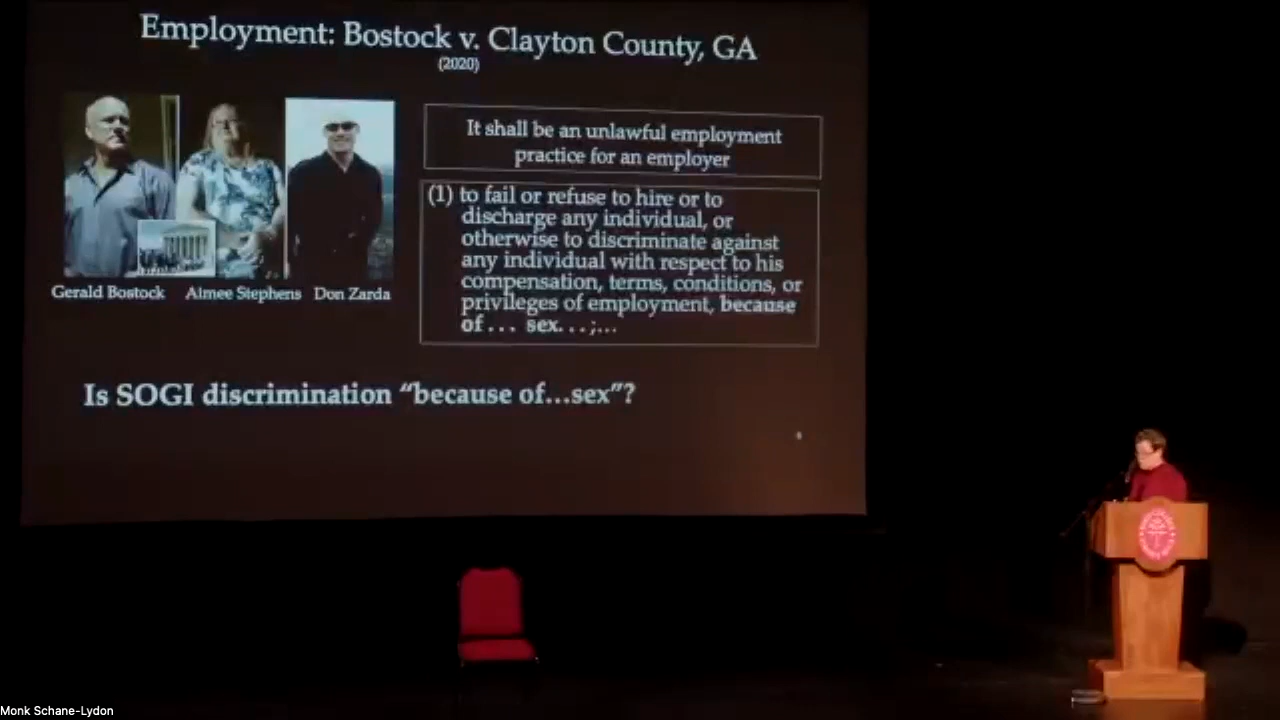 Employment: Bostock v. Clayton County, GA
(2020)
Gerald Bostock
Aimee Stephens
Don Zarda
It shall be an unlawful employment
practice for an employer
(1) to fail or refuse to hire or to
discharge any individual, or
otherwise to discriminate against
any individual with respect to his
compensation, terms, conditions, or
privileges of employment, because
of... sex...;...
Is SOGI discrimination “because of...sex”?
Monk Schane-Lydon